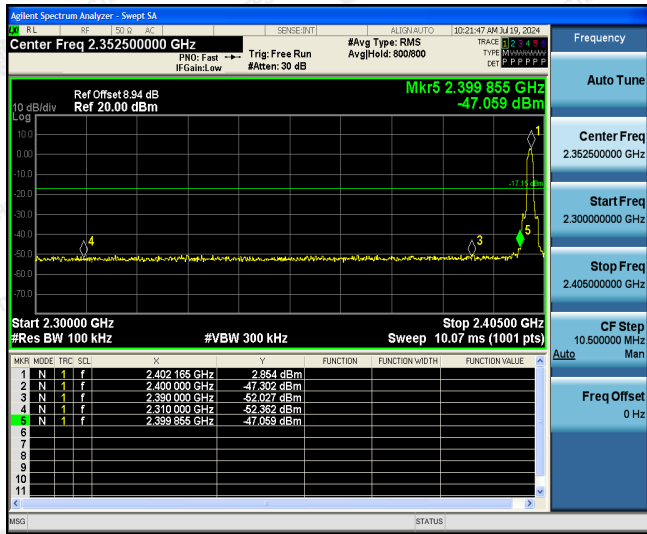 Agilent Spectrum Analyzer - Swept SA
LXI RL RF 50 Ω AC SENSE:INT ALIGNAUTO 10:21:47 AM Jul 19, 2024
Center Freq 2.352500000 GHz
PNO: Fast
IFGain:Low
Trig: Free Run
#Atten: 30 dB
#Avg Type: RMS
Avg|Hold: 800/800
TRACE 1 2 3 4 5 6
TYPE M W W W W W
DET P P P P P P
Frequency
Auto Tune
Center Freq
2.352500000 GHz
Start Freq
2.300000000 GHz
Stop Freq
2.405000000 GHz
CF Step
10.500000 MHz
Auto Man
Freq Offset
0 Hz
Mkr5 2.399 855 GHz
-47.059 dBm
Ref Offset 8.94 dB
10 dB/div Ref 20.00 dBm
Log
10.0
0.00
-10.0
-20.0
-30.0
-40.0
-50.0
-60.0
-70.0
1
-17.15 dBm
4
3
5
Start 2.30000 GHz Stop 2.40500 GHz
#Res BW 100 kHz #VBW 300 kHz Sweep 10.07 ms (1001 pts)
MKR MODE TRC SCL X Y FUNCTION FUNCTION WIDTH FUNCTION VALUE
1 N 1 f 2.402 165 GHz 2.854 dBm
2 N 1 f 2.400 000 GHz -47.302 dBm
3 N 1 f 2.390 000 GHz -52.027 dBm
4 N 1 f 2.310 000 GHz -52.362 dBm
5 N 1 f 2.399 855 GHz -47.059 dBm
6
7
8
9
10
11
MSG STATUS